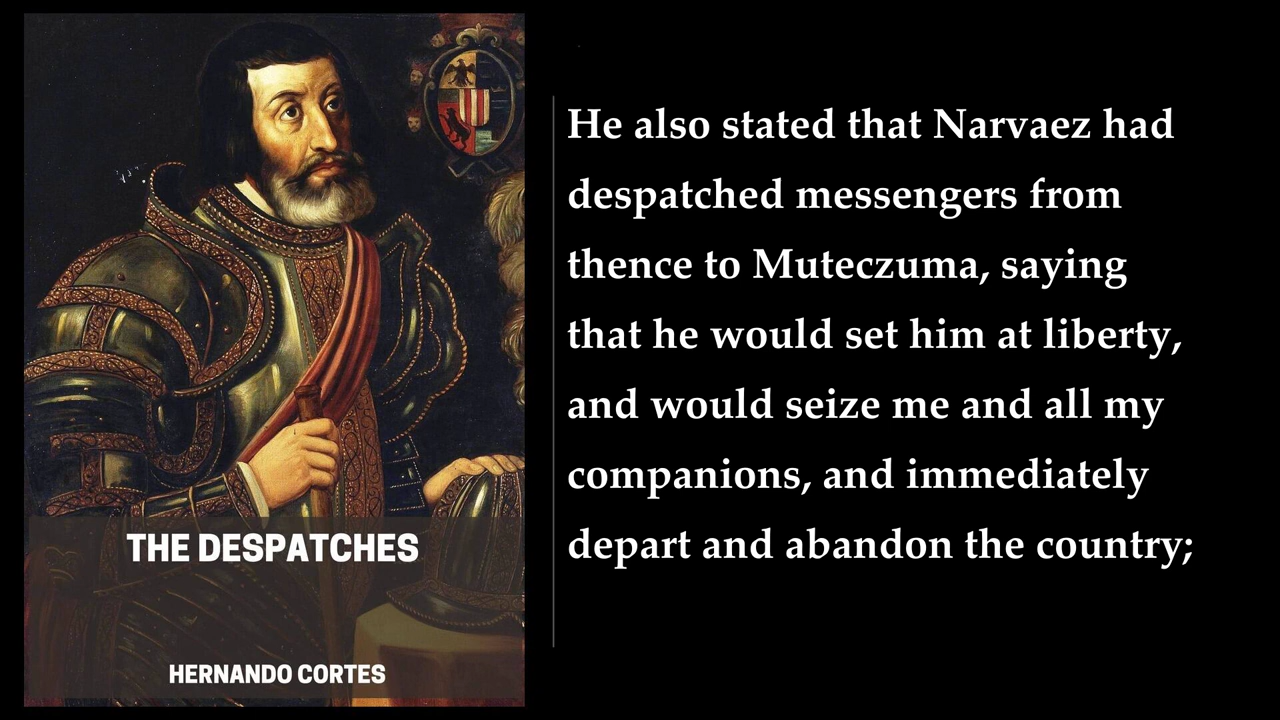 THE DESPATCHES
HERNANDO CORTES
He also stated that Narvaez had
despatched messengers from
thence to Muteczuma, saying
that he would set him at liberty,
and would seize me and all my
companions, and immediately
depart and abandon the country;